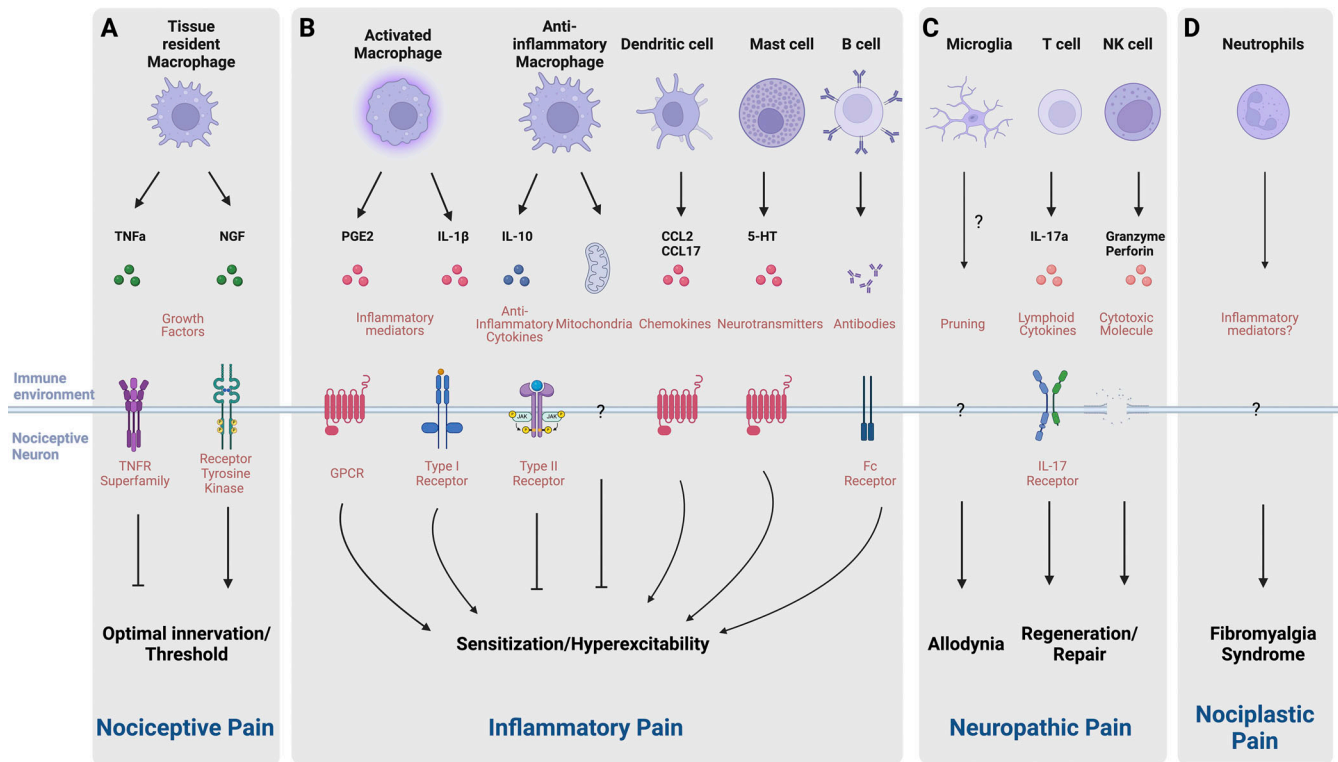 A
Tissue
resident
Macrophage
TNFa
NGF
Growth
Factors
Immune
environment
Nociceptive
Neuron
TNFR
Superfamily
Receptor
Tyrosine
Kinase
Optimal innervation/
Threshold
Nociceptive Pain
B
Activated
Macrophage
Anti-
inflammatory
Macrophage
Dendritic cell
Mast cell
B cell
PGE2
IL-1β
IL-10
CCL2
CCL17
5-HT
Inflammatory
mediators
Anti-
Inflammatory
Cytokines
Mitochondria
Chemokines
Neurotransmitters
Antibodies
P
JAK
JAK
P
P
P
?
GPCR
Type I
Receptor
Type II
Receptor
Fc
Receptor
Sensitization/Hyperexcitability
Inflammatory Pain
C
Microglia
T cell
NK cell
?
IL-17a
Granzyme
Perforin
Pruning
Lymphoid
Cytokines
Cytotoxic
Molecule
?
IL-17
Receptor
Allodynia
Regeneration/
Repair
Neuropathic Pain
D
Neutrophils
Inflammatory
mediators?
?
Fibromyalgia
Syndrome
Nociplastic
Pain